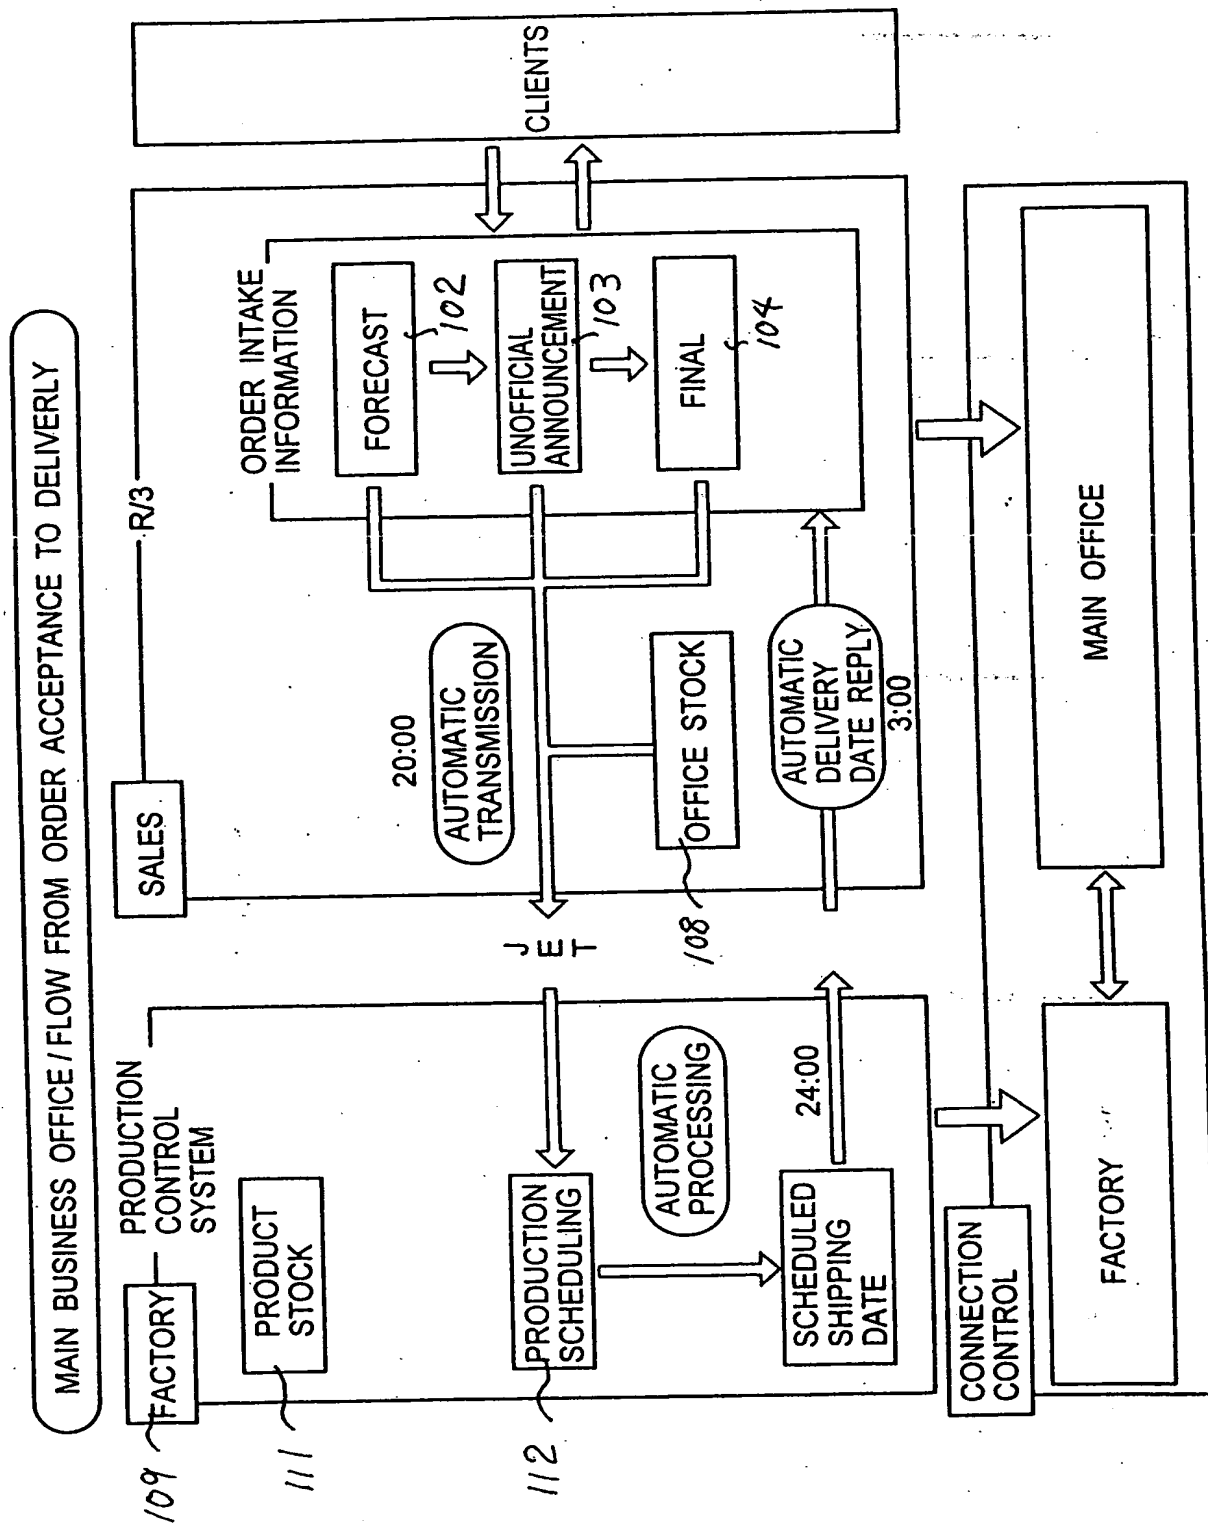 MAIN BUSINESS OFFICE / FLOW FROM ORDER ACCEPTANCE TO DELIVERLY
109
FACTORY
PRODUCTION
CONTROL
SYSTEM
111
PRODUCT
STOCK
112
PRODUCTION
SCHEDULING
AUTOMATIC
PROCESSING
SCHEDULED
SHIPPING
DATE
24:00
JET
SALES
R/3
20:00
AUTOMATIC
TRANSMISSION
108
OFFICE STOCK
AUTOMATIC
DELIVERY
DATE REPLY
3:00
ORDER INTAKE
INFORMATION
FORECAST
102
UNOFFICIAL
ANNOUNCEMENT
103
FINAL
104
CLIENTS
CONNECTION
CONTROL
FACTORY
MAIN OFFICE